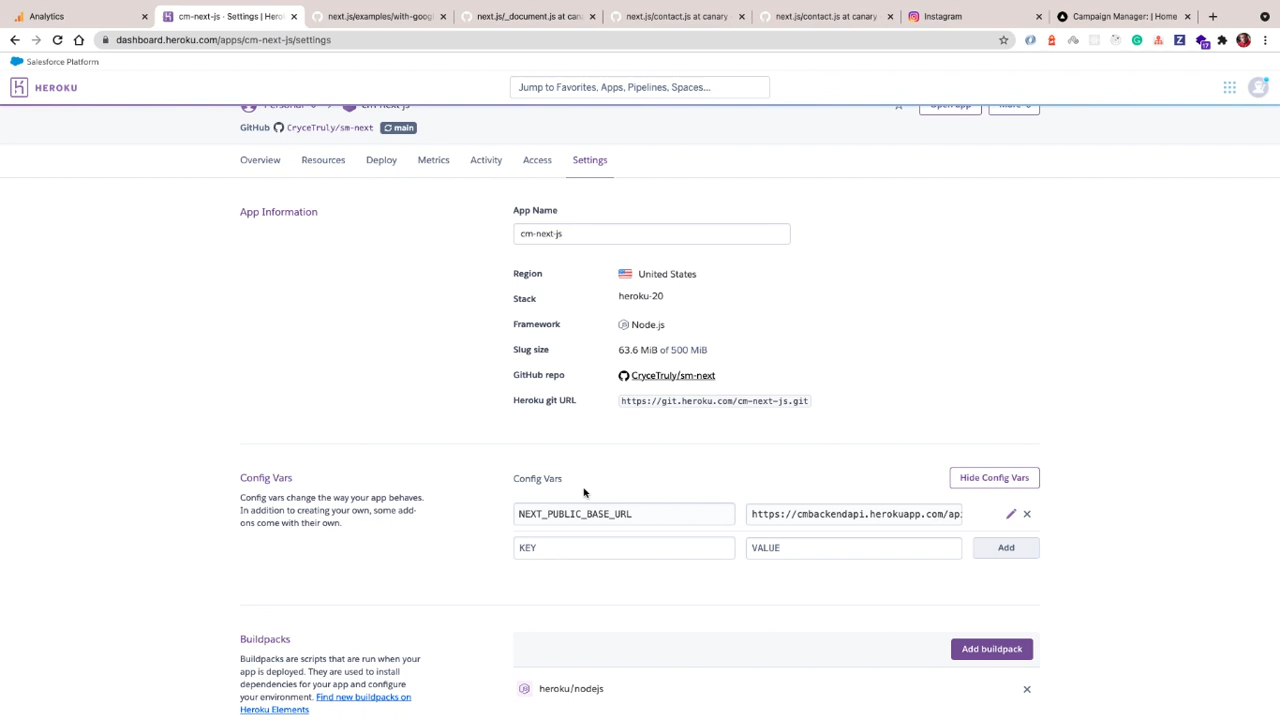 Analytics
cm-next-js · Settings | Hero
next.js/examples/with-goog
next.js/_document.js at can
next.js/contact.js at canary
next.js/contact.js at canary
Instagram
Campaign Manager: | Home
dashboard.heroku.com/apps/cm-next-js/settings
17
Salesforce Platform
HEROKU
Jump to Favorites, Apps, Pipelines, Spaces...
GitHub CryceTruly/sm-next main
Overview
Resources
Deploy
Metrics
Activity
Access
Settings
App Information
App Name
cm-next-js
Region
United States
Stack
heroku-20
Framework
Node.js
Slug size
63.6 MiB of 500 MiB
GitHub repo
CryceTruly/sm-next
Heroku git URL
https://git.heroku.com/cm-next-js.git
Config Vars
Config vars change the way your app behaves.
In addition to creating your own, some add-
ons come with their own.
Config Vars
Hide Config Vars
NEXT_PUBLIC_BASE_URL
https://cmbackendapi.herokuapp.com/api
KEY
VALUE
Add
Buildpacks
Buildpacks are scripts that are run when your
app is deployed. They are used to install
dependencies for your app and configure
your environment. Find new buildpacks on
Heroku Elements
Add buildpack
heroku/nodejs